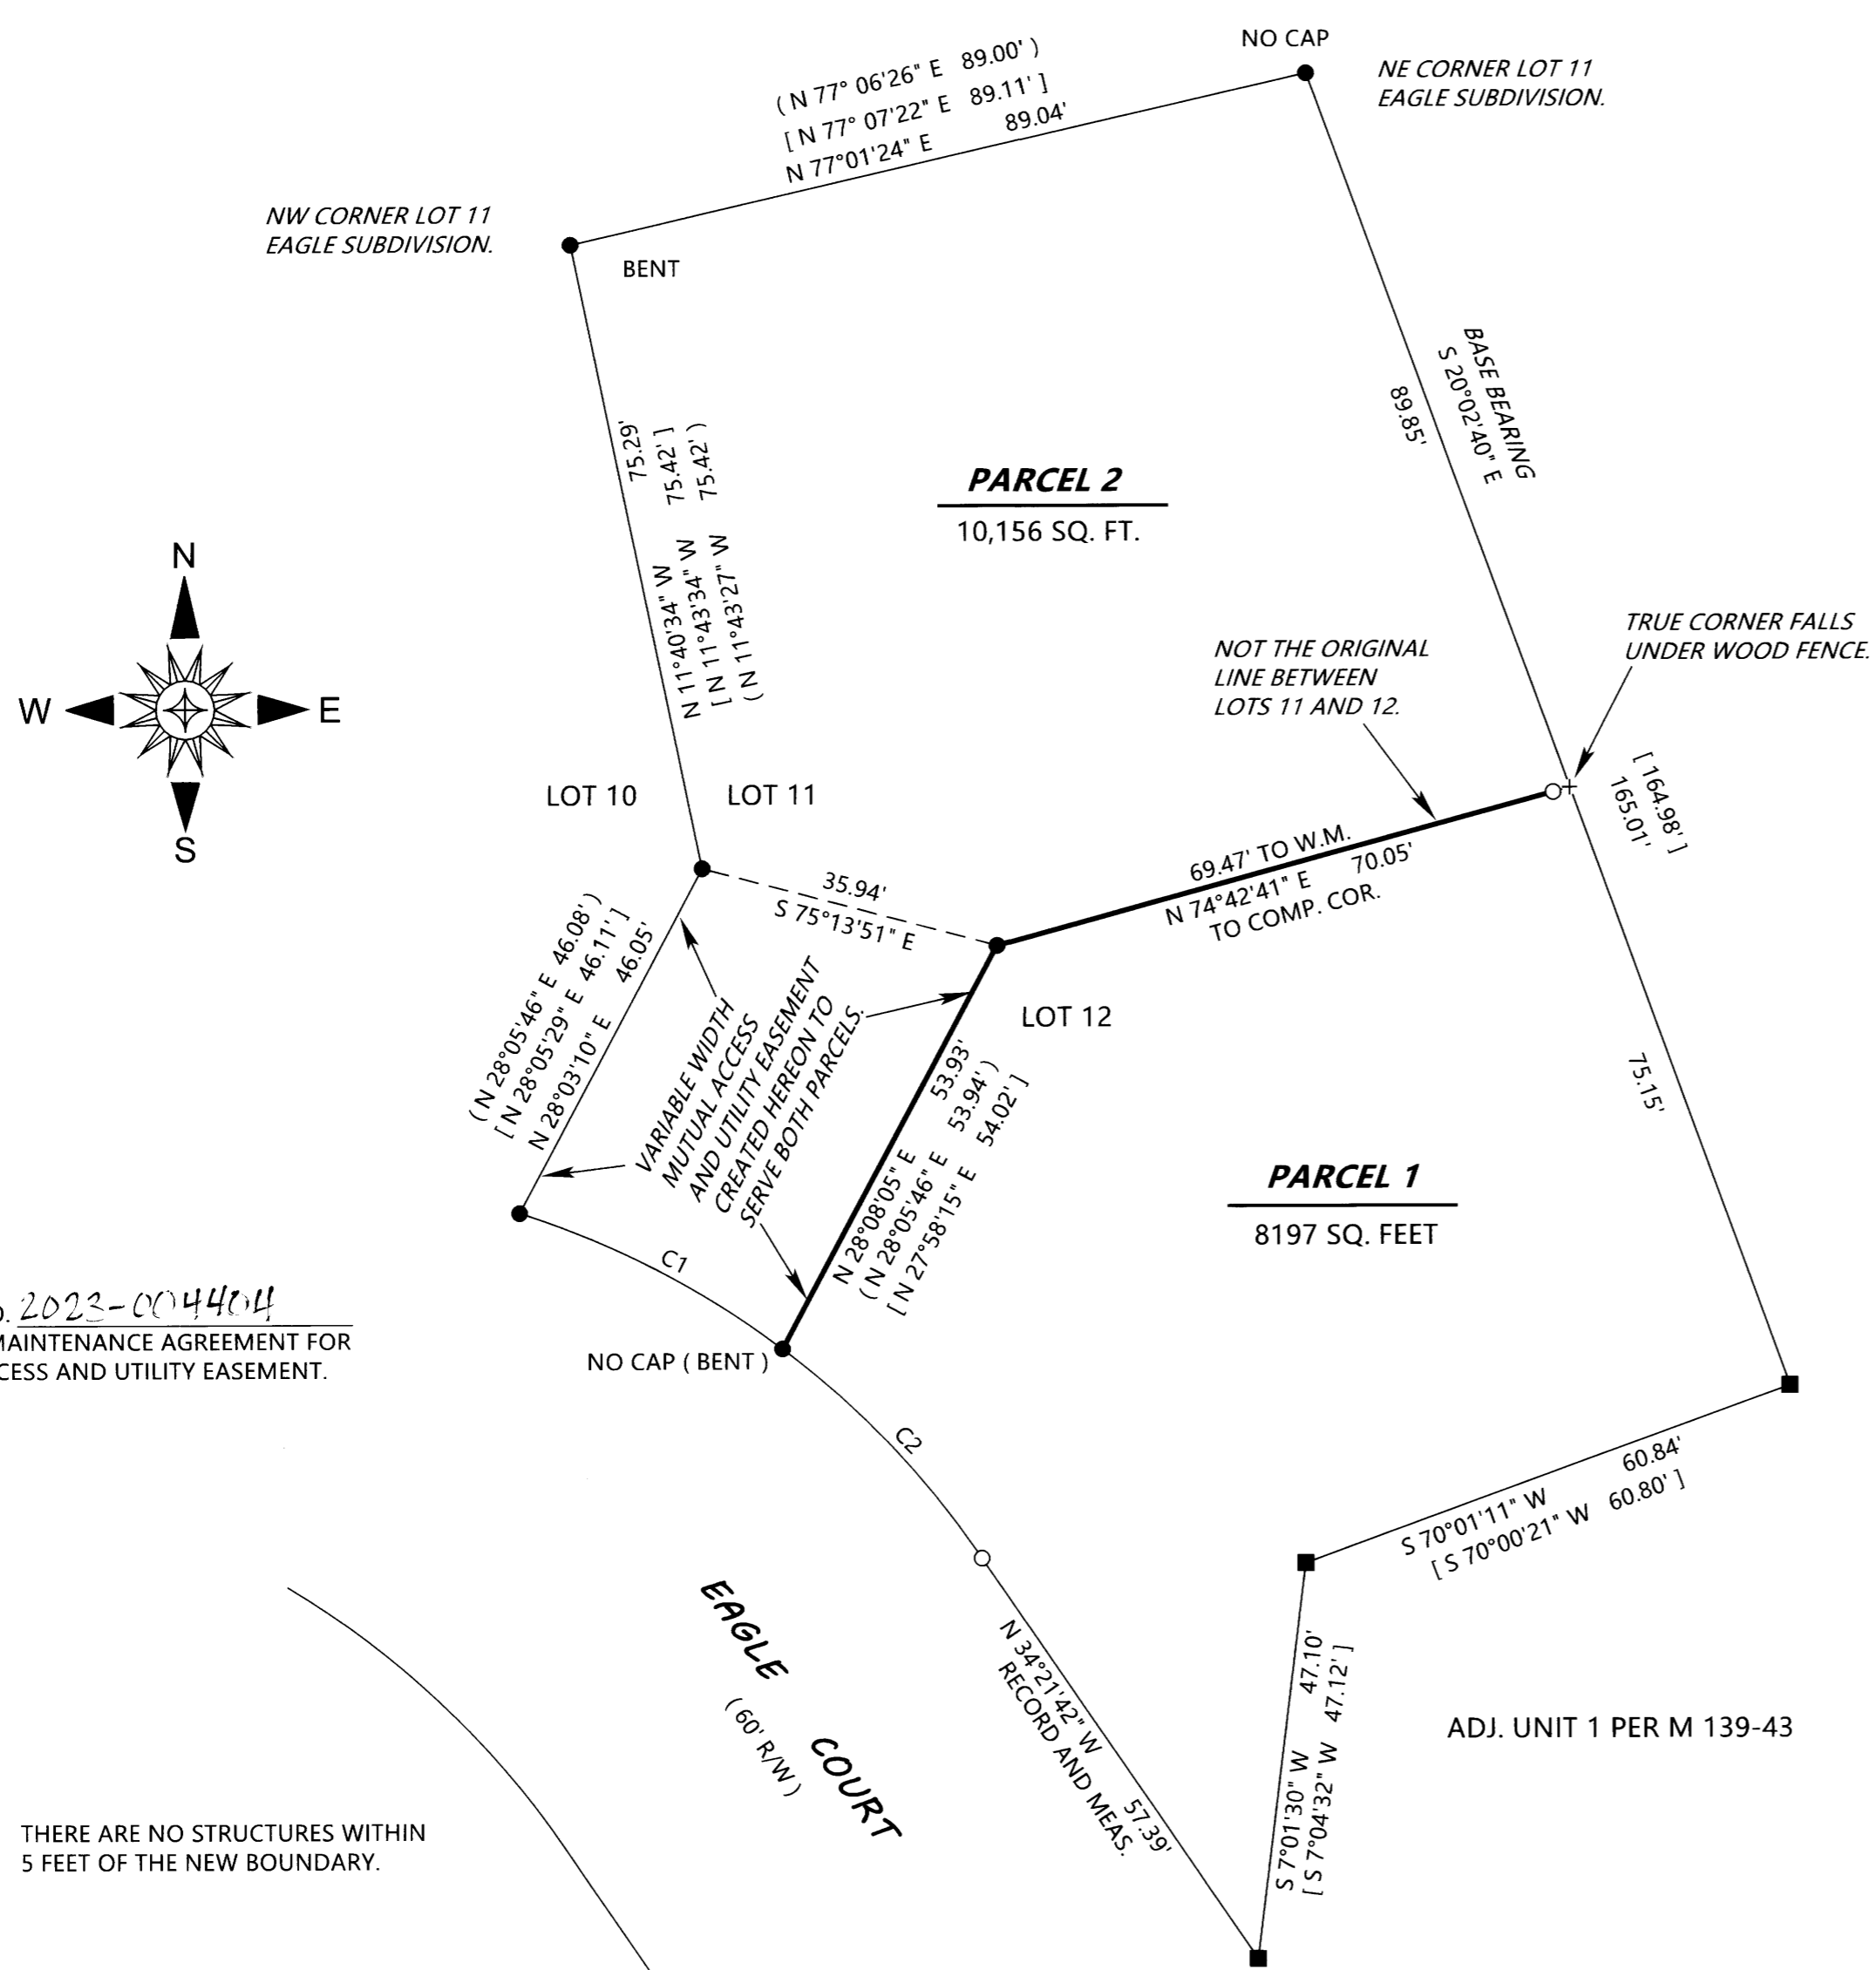 NO CAP
NE CORNER LOT 11
EAGLE SUBDIVISION.
( N 77° 06'26" E 89.00' )
[ N 77° 07'22" E 89.11' ]
N 77°01'24" E 89.04'
NW CORNER LOT 11
EAGLE SUBDIVISION.
BENT
BASE BEARING
S 20°02'40" E
89.85'
75.29'
N 11°40'34" W
[ N 11°43'34" W 75.42' ]
( N 11°43'27" W 75.42' )
PARCEL 2
10,156 SQ. FT.
N
W
E
S
NOT THE ORIGINAL
LINE BETWEEN
LOTS 11 AND 12.
TRUE CORNER FALLS
UNDER WOOD FENCE.
[ 164.98' ]
165.01'
LOT 10
LOT 11
35.94'
S 75°13'51" E
69.47' TO W.M.
N 74°42'41" E 70.05'
TO COMP. COR.
( N 28°05'46" E 46.08' )
[ N 28°05'29" E 46.11' ]
N 28°03'10" E 46.05'
VARIABLE WIDTH
MUTUAL ACCESS
AND UTILITY EASEMENT
CREATED HEREON TO
SERVE BOTH PARCELS.
LOT 12
N 28°08'05" E 53.93'
( N 28°05'46" E 53.94' )
[ N 27°58'15" E 54.02' ]
75.15'
PARCEL 1
8197 SQ. FEET
C1
O. 2023-004404
MAINTENANCE AGREEMENT FOR
CESS AND UTILITY EASEMENT.
NO CAP ( BENT )
C2
60.84'
S 70°01'11" W
[ S 70°00'21" W 60.80' ]
EAGLE COURT
( 60' R/W )
N 34°21'42" W 57.39'
RECORD AND MEAS.
S 7°01'30" W 47.10'
[ S 7°04'32" W 47.12' ]
ADJ. UNIT 1 PER M 139-43
THERE ARE NO STRUCTURES WITHIN
5 FEET OF THE NEW BOUNDARY.